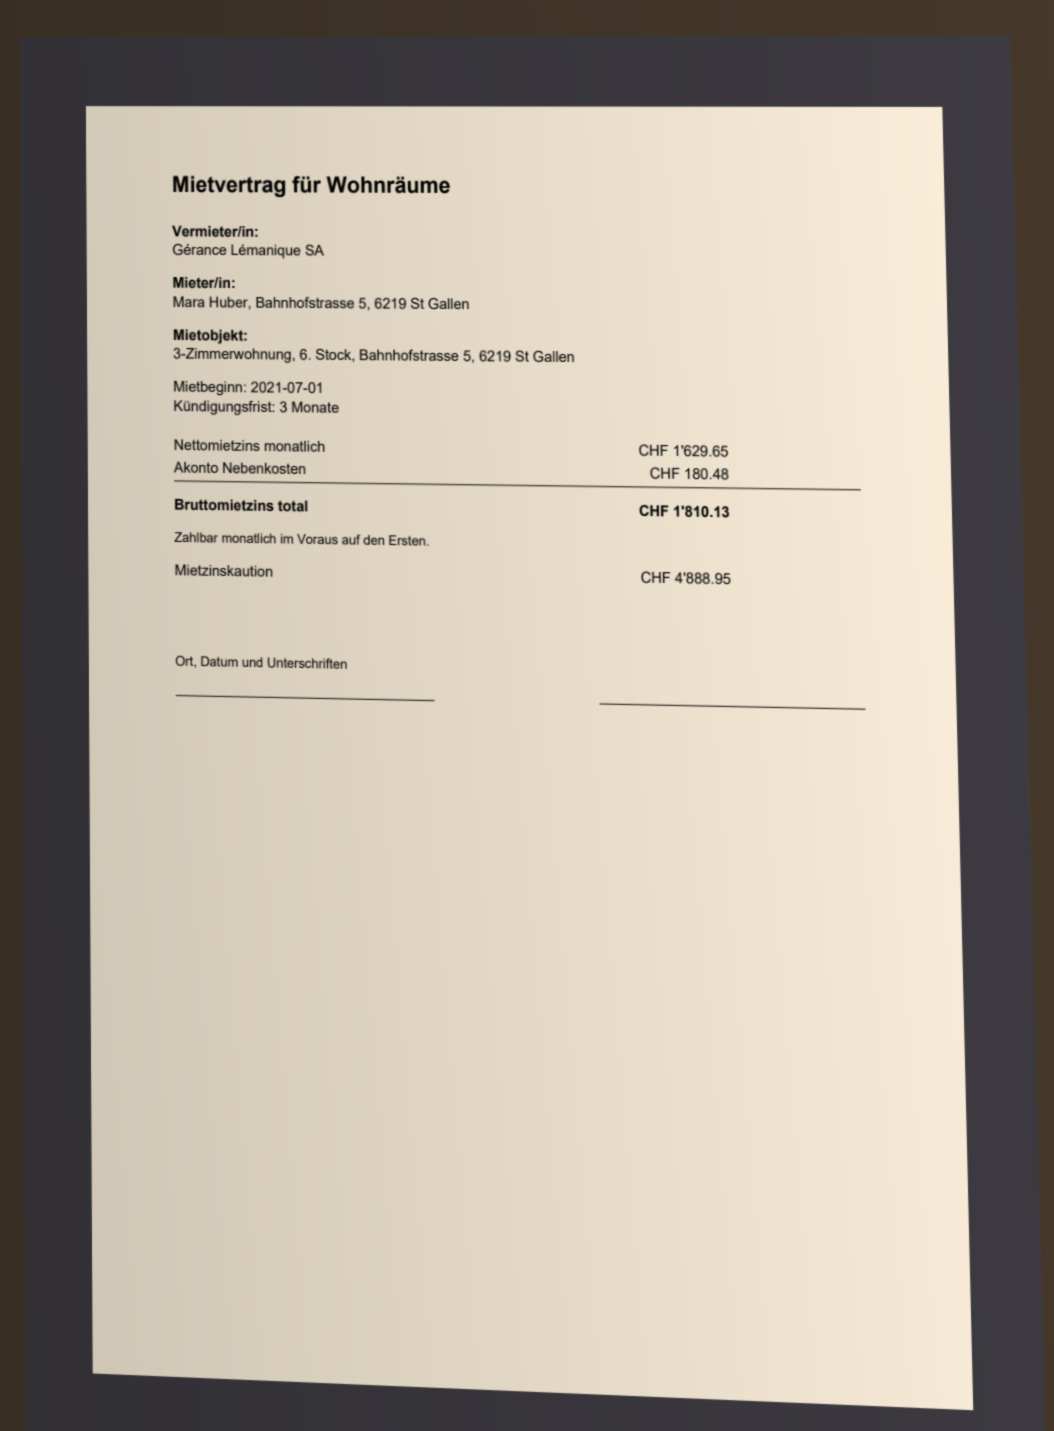 Mietvertrag für Wohnräume
Vermieter/in:
Gérance Lémanique SA
Mieter/in:
Mara Huber, Bahnhofstrasse 5, 6219 St Gallen
Mietobjekt:
3-Zimmerwohnung, 6. Stock, Bahnhofstrasse 5, 6219 St Gallen
Mietbeginn: 2021-07-01
Kündigungsfrist: 3 Monate
Nettomietzins monatlich CHF 1'629.65
Akonto Nebenkosten CHF 180.48
Bruttomietzins total CHF 1'810.13
Zahlbar monatlich im Voraus auf den Ersten.
Mietzinskaution CHF 4'888.95
Ort, Datum und Unterschriften